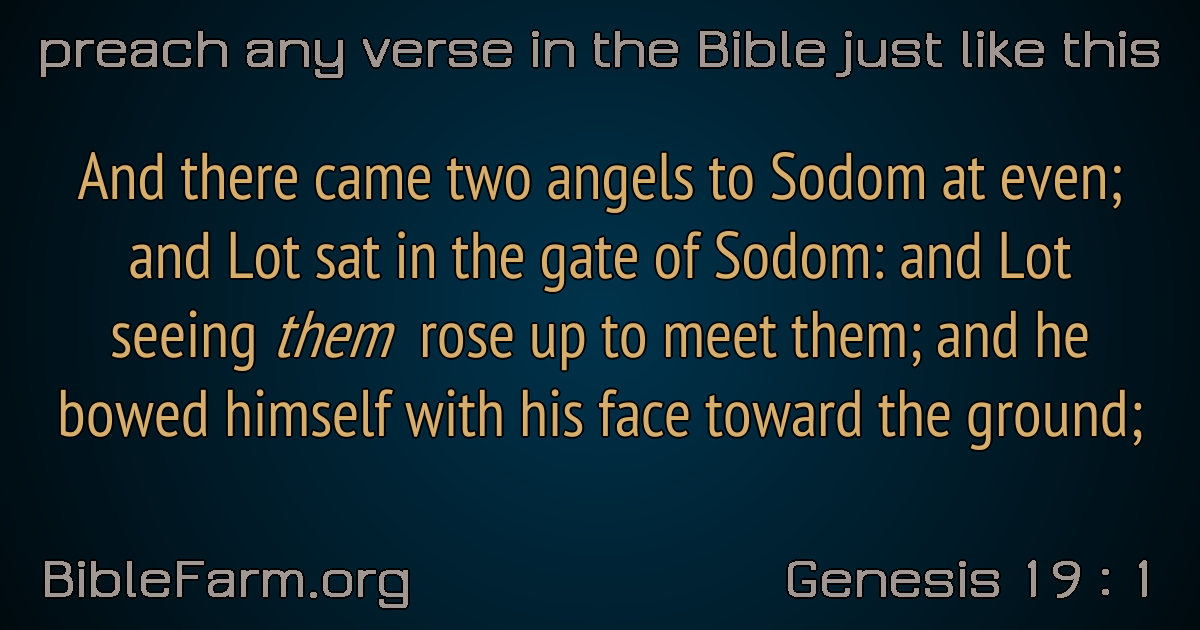 preach any verse in the Bible just like this
And there came two angels to Sodom at even;
and Lot sat in the gate of Sodom: and Lot
seeing them rose up to meet them; and he
bowed himself with his face toward the ground;
BibleFarm.org
Genesis 19 : 1